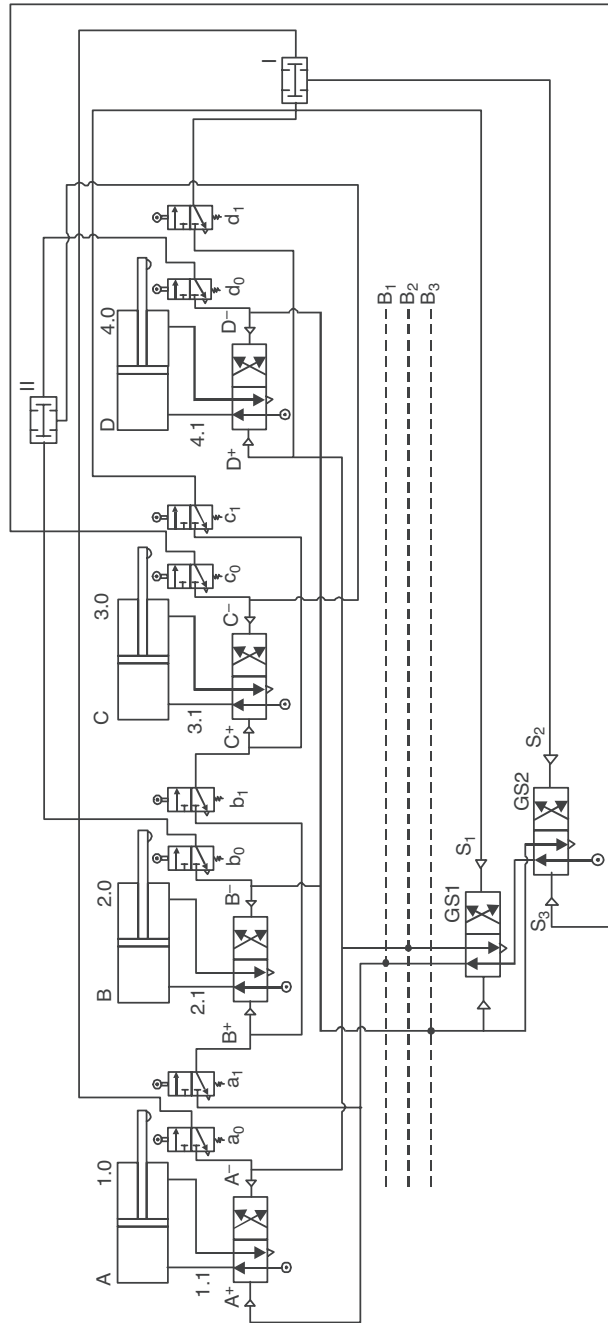 A
1.0
1.1
A⁺
A⁻
a₀
a₁
B
2.0
2.1
B⁺
B⁻
b₀
b₁
C
3.0
3.1
C⁺
C⁻
c₀
c₁
D
4.0
4.1
D⁺
D⁻
d₀
d₁
II
I
B₁
B₂
B₃
GS1
S₁
GS2
S₂
S₃